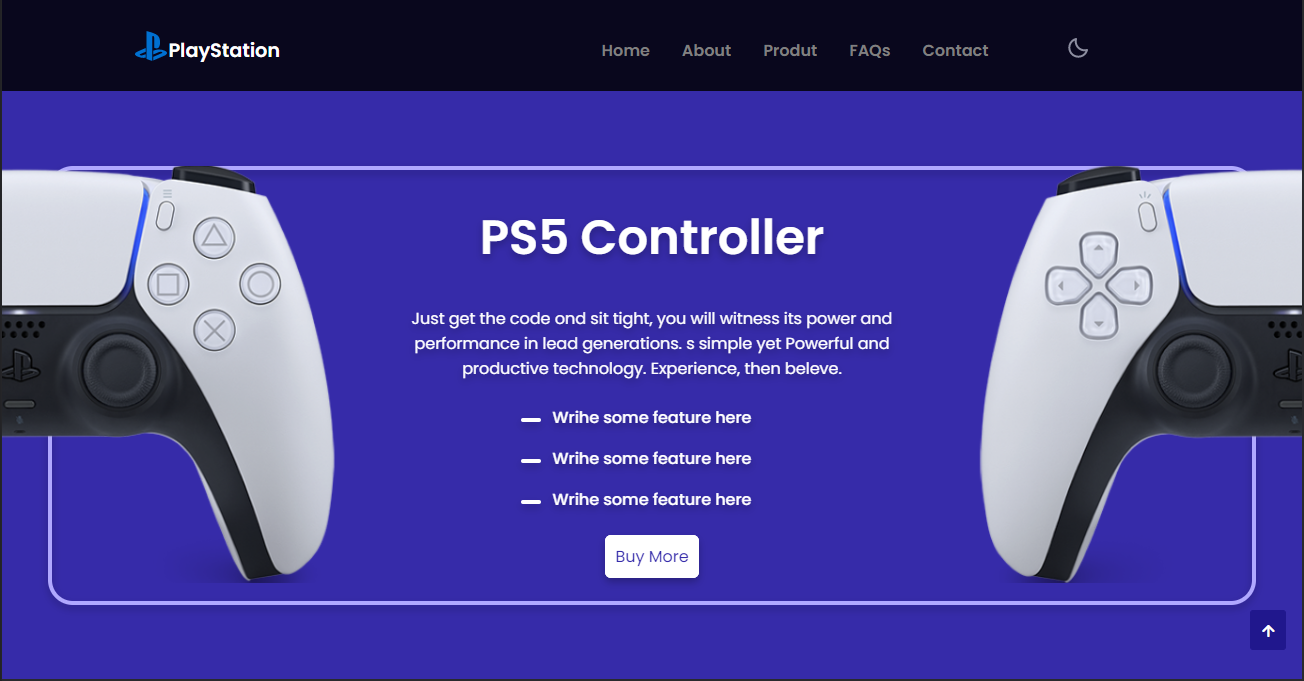 PlayStation
Home About Produt FAQs Contact
PS5 Controller
Just get the code ond sit tight, you will witness its power and
performance in lead generations. s simple yet Powerful and
productive technology. Experience, then beleve.
Wrihe some feature here
Wrihe some feature here
Wrihe some feature here
Buy More